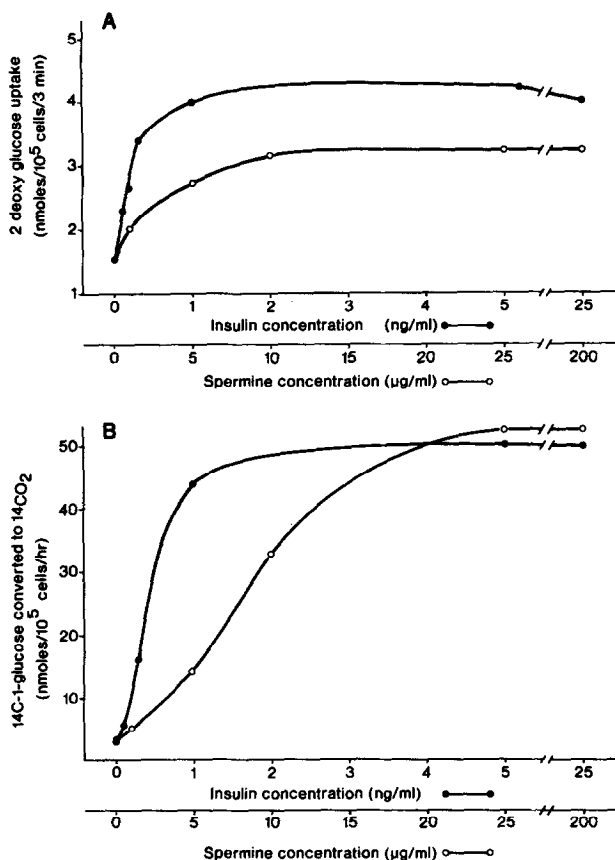 A
2 deoxy glucose uptake
(nmoles/10⁵ cells/3 min)
5
4
3
2
1
0 1 2 3 4 5 25
Insulin concentration (ng/ml)
0 5 10 15 20 25 200
Spermine concentration (µg/ml)
B
14C-1-glucose converted to ¹⁴CO₂
(nmoles/10⁵ cells/hr)
50
40
30
20
10
0 1 2 3 4 5 25
Insulin concentration (ng/ml)
0 5 10 15 20 25 200
Spermine concentration (µg/ml)